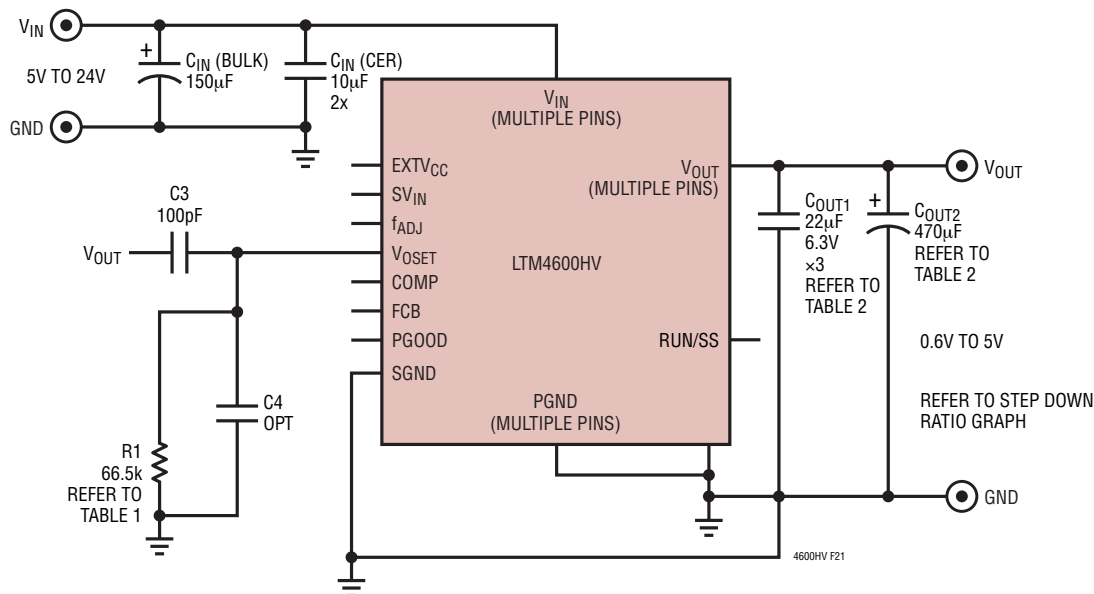 VIN
5V TO 24V
GND
+
CIN (BULK)
150µF
CIN (CER)
10µF
2x
VIN
(MULTIPLE PINS)
EXTVCC
SVIN
fADJ
VOSET
COMP
FCB
PGOOD
SGND
LTM4600HV
VOUT
(MULTIPLE PINS)
RUN/SS
PGND
(MULTIPLE PINS)
C3
100pF
VOUT
C4
OPT
R1
66.5k
REFER TO
TABLE 1
VOUT
COUT1
22µF
6.3V
×3
REFER TO
TABLE 2
+
COUT2
470µF
REFER TO
TABLE 2
0.6V TO 5V
REFER TO STEP DOWN
RATIO GRAPH
GND
4600HV F21